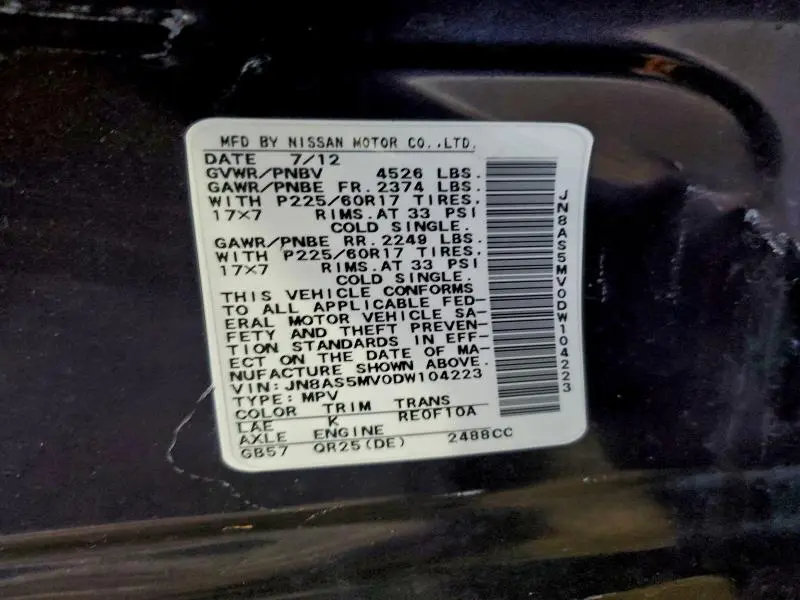 MFD BY NISSAN MOTOR CO.,LTD.
DATE 7/12
GVWR/PNBV 4526 LBS.
GAWR/PNBE FR. 2374 LBS.
WITH P225/60R17 TIRES,
17×7 RIMS.AT 33 PSI
COLD SINGLE.
GAWR/PNBE RR. 2249 LBS.
WITH P225/60R17 TIRES,
17×7 RIMS.AT 33 PSI
COLD SINGLE.
THIS VEHICLE CONFORMS
TO ALL APPLICABLE FED-
ERAL MOTOR VEHICLE SA-
FETY AND THEFT PREVEN-
TION STANDARDS IN EFF-
ECT ON THE DATE OF MA-
NUFACTURE SHOWN ABOVE.
VIN: JN8AS5MV0DW104223
TYPE: MPV
COLOR TRIM TRANS
LAE K RE0F10A
AXLE ENGINE
GB57 QR25(DE) 2488CC
JN8AS5MV0DW104223